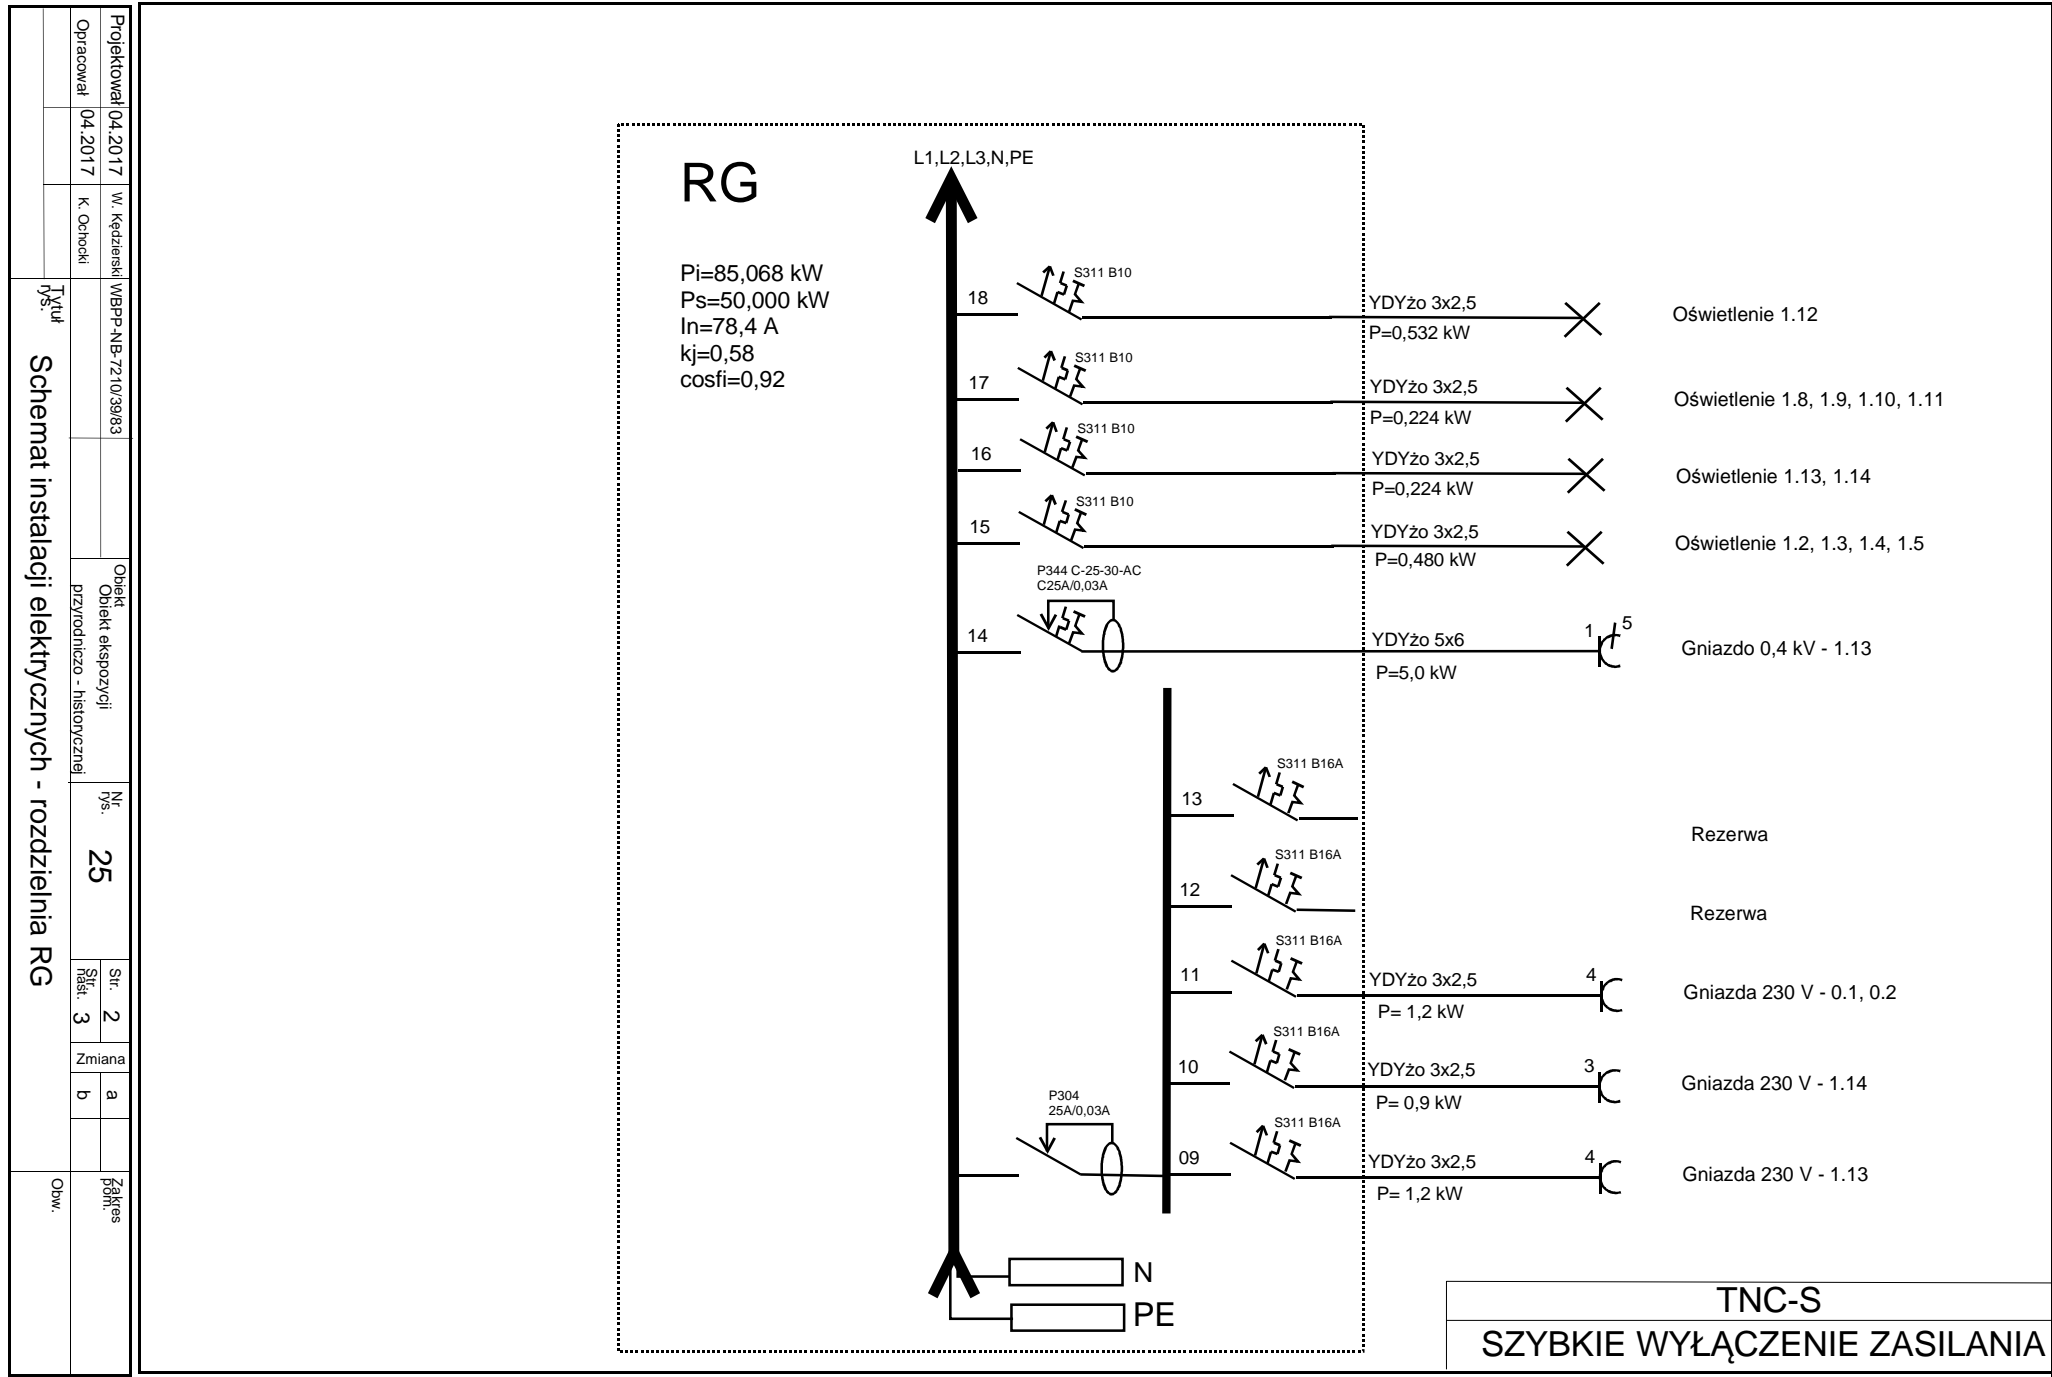 Projektował 04.2017 W. Kędzierski WBPP-NB-7210/39/83
Opracował 04.2017 K. Ochocki
Tytuł
rys.
Schemat instalacji elektrycznych - rozdzielnia RG
Obiekt
Obiekt ekspozycji
przyrodniczo - historycznej
Nr
rys.
25
Str. 2
Str.
nast. 3
Zmiana
a
b
Zakres
pom.
Obw.
RG
L1,L2,L3,N,PE
Pi=85,068 kW
Ps=50,000 kW
In=78,4 A
kj=0,58
cosfi=0,92
18 S311 B10 YDYżo 3x2,5 Oświetlenie 1.12
P=0,532 kW
17 S311 B10 YDYżo 3x2,5 Oświetlenie 1.8, 1.9, 1.10, 1.11
P=0,224 kW
16 S311 B10 YDYżo 3x2,5 Oświetlenie 1.13, 1.14
P=0,224 kW
15 S311 B10 YDYżo 3x2,5 Oświetlenie 1.2, 1.3, 1.4, 1.5
P=0,480 kW
P344 C-25-30-AC
C25A/0,03A
14 YDYżo 5x6 1 5 Gniazdo 0,4 kV - 1.13
P=5,0 kW
13 S311 B16A Rezerwa
12 S311 B16A Rezerwa
11 S311 B16A YDYżo 3x2,5 4 Gniazda 230 V - 0.1, 0.2
P= 1,2 kW
10 S311 B16A YDYżo 3x2,5 3 Gniazda 230 V - 1.14
P= 0,9 kW
P304
25A/0,03A
09 S311 B16A YDYżo 3x2,5 4 Gniazda 230 V - 1.13
P= 1,2 kW
N
PE
TNC-S
SZYBKIE WYŁĄCZENIE ZASILANIA